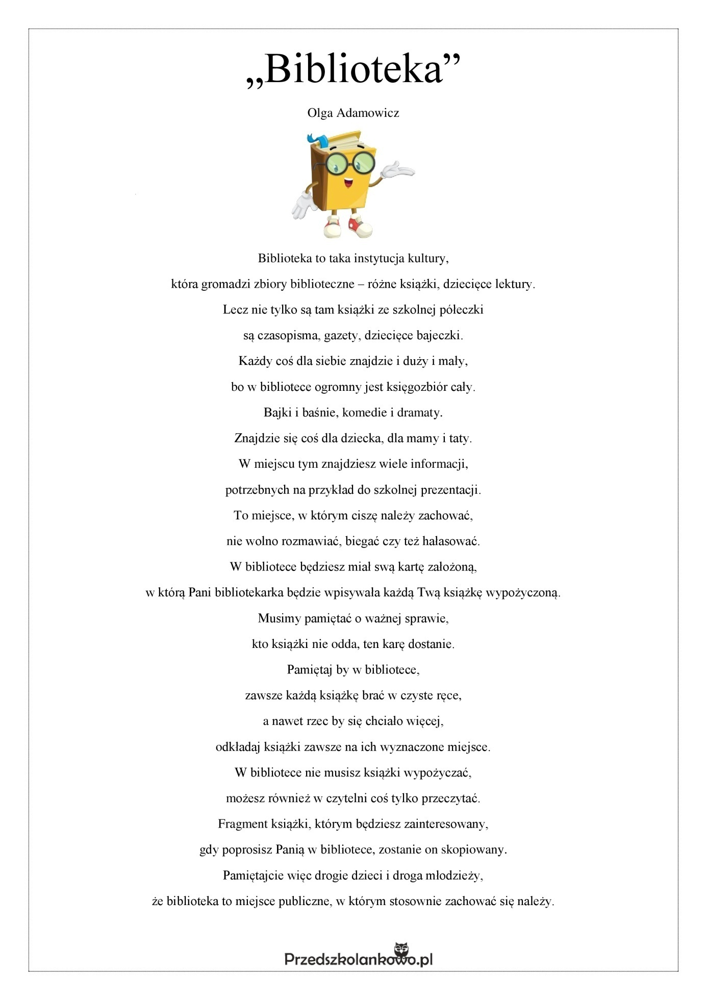 „Biblioteka”
Olga Adamowicz
Biblioteka to taka instytucja kultury,
która gromadzi zbiory biblioteczne – różne książki, dziecięce lektury.
Lecz nie tylko są tam książki ze szkolnej półeczki
są czasopisma, gazety, dziecięce bajeczki.
Każdy coś dla siebie znajdzie i duży i mały,
bo w bibliotece ogromny jest księgozbiór cały.
Bajki i baśnie, komedie i dramaty.
Znajdzie się coś dla dziecka, dla mamy i taty.
W miejscu tym znajdziesz wiele informacji,
potrzebnych na przykład do szkolnej prezentacji.
To miejsce, w którym ciszę należy zachować,
nie wolno rozmawiać, biegać czy też hałasować.
W bibliotece będziesz miał swą kartę założoną,
w którą Pani bibliotekarka będzie wpisywała każdą Twą książkę wypożyczoną.
Musimy pamiętać o ważnej sprawie,
kto książki nie odda, ten karę dostanie.
Pamiętaj by w bibliotece,
zawsze każdą książkę brać w czyste ręce,
a nawet rzec by się chciało więcej,
odkładaj książki zawsze na ich wyznaczone miejsce.
W bibliotece nie musisz książki wypożyczać,
możesz również w czytelni coś tylko przeczytać.
Fragment książki, którym będziesz zainteresowany,
gdy poprosisz Panią w bibliotece, zostanie on skopiowany.
Pamiętajcie więc drogie dzieci i droga młodzieży,
że biblioteka to miejsce publiczne, w którym stosownie zachować się należy.
Przedszkolankowo.pl